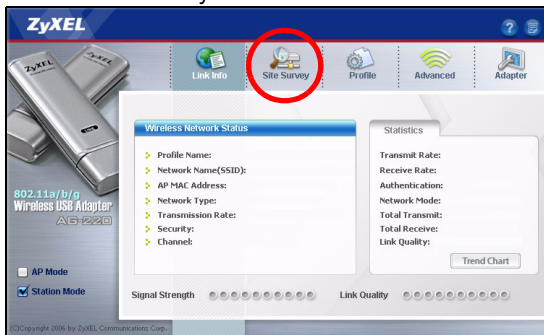 ZyXEL
Link Info
Site Survey
Profile
Advanced
Adapter
ZyXEL
Wireless Network Status
Profile Name:
Network Name(SSID):
AP MAC Address:
Network Type:
Transmission Rate:
Security:
Channel:
Statistics
Transmit Rate:
Receive Rate:
Authentication:
Network Mode:
Total Transmit:
Total Receive:
Link Quality:
Trend Chart
802.11a/b/g
Wireless USB Adapter
AG-220
AP Mode
Station Mode
Signal Strength
Link Quality
(C)Copyright 2006 by ZyXEL Communications Corp.